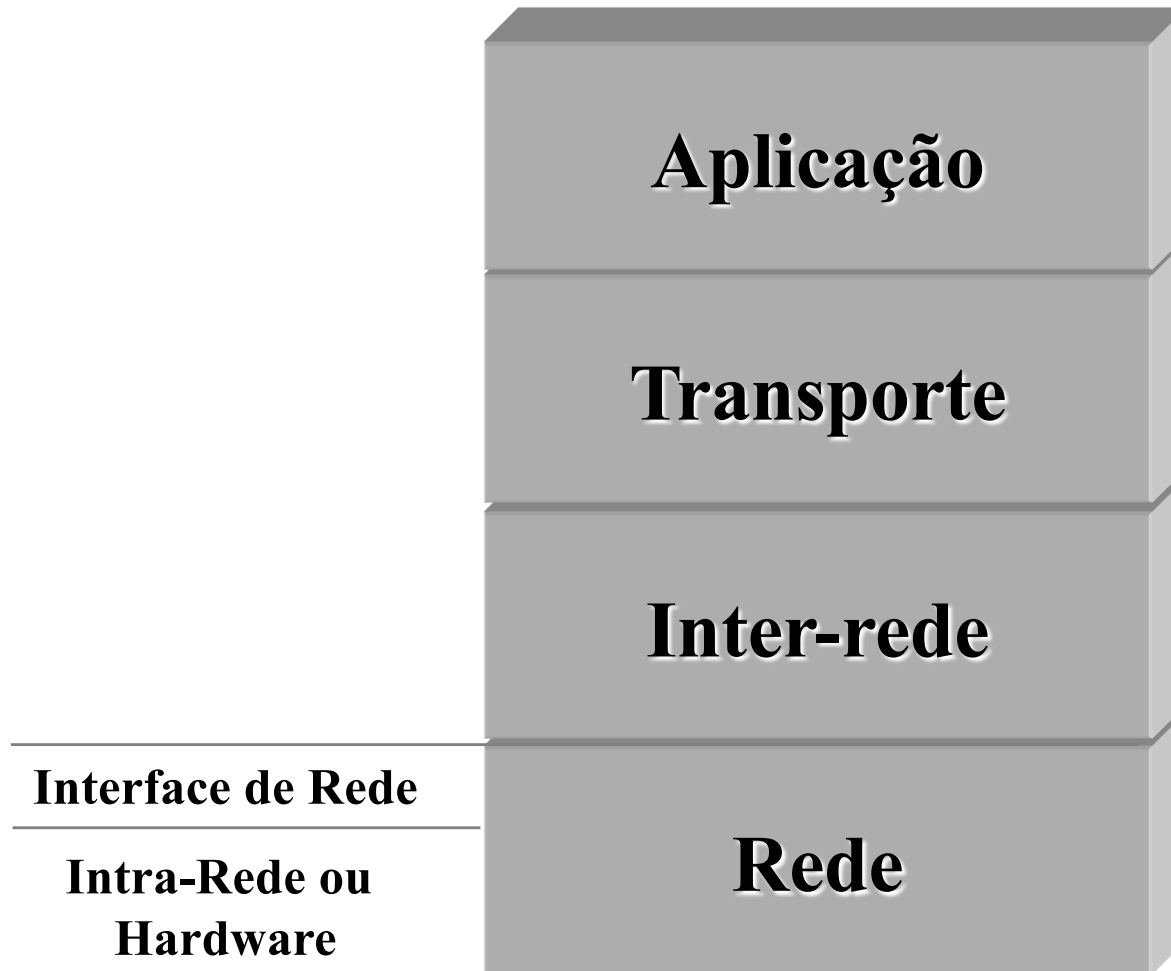 Aplicação
Transporte
Inter-rede
Interface de Rede
Rede
Intra-Rede ou
Hardware